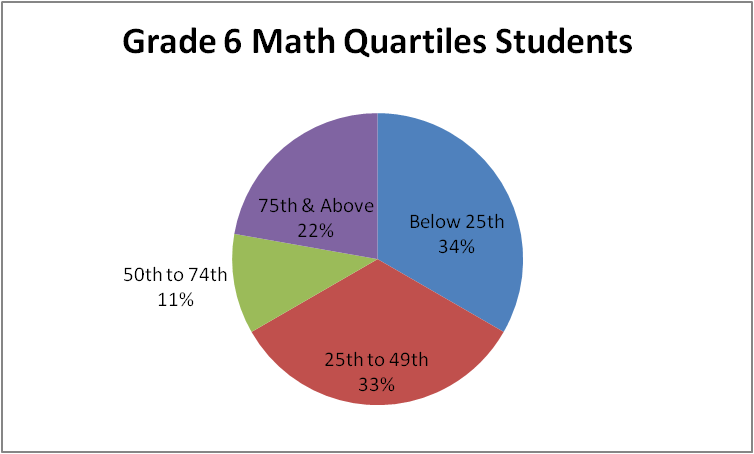 Grade 6 Math Quartiles Students
75th & Above
22%
Below 25th
34%
50th to 74th
11%
25th to 49th
33%